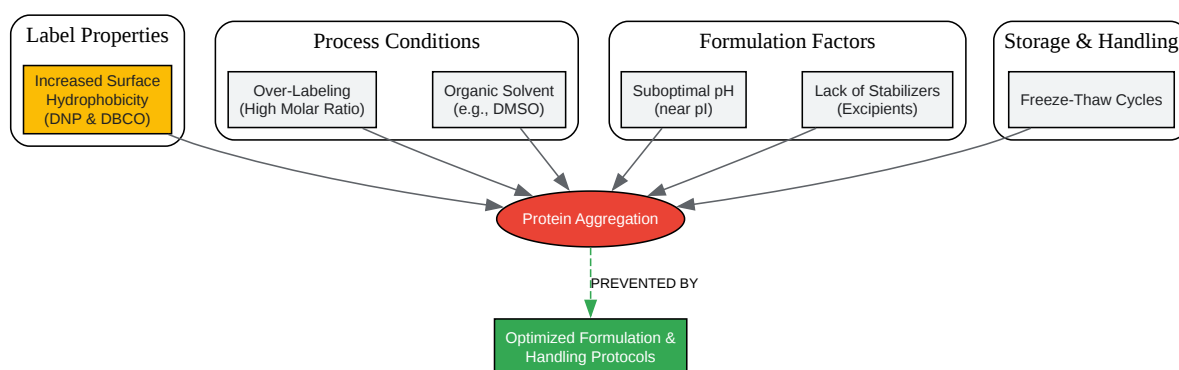 Label Properties
Increased Surface
Hydrophobicity
(DNP & DBCO)
Process Conditions
Over-Labeling
(High Molar Ratio)
Organic Solvent
(e.g., DMSO)
Formulation Factors
Suboptimal pH
(near pI)
Lack of Stabilizers
(Excipients)
Storage & Handling
Freeze-Thaw Cycles
Protein Aggregation
PREVENTED BY
Optimized Formulation &
Handling Protocols